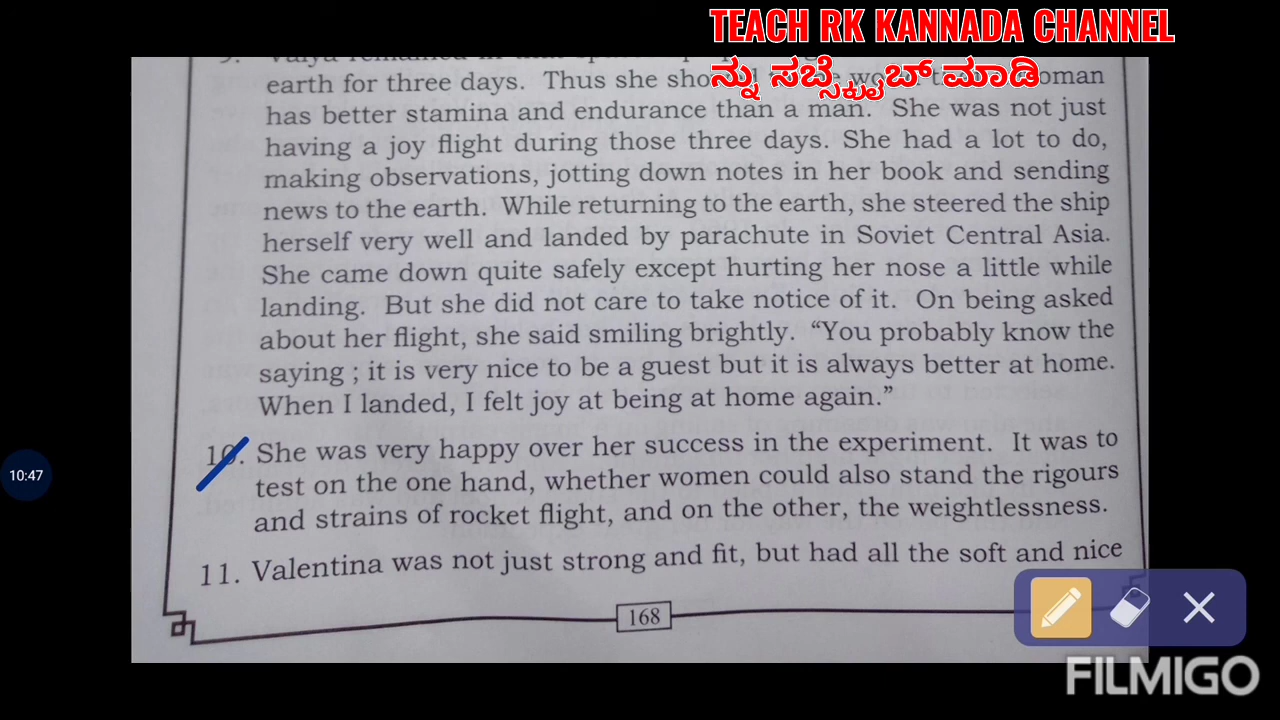 TEACH RK KANNADA CHANNEL
ನ್ನು ಸಬ್ಸ್ಕ್ರೈಬ್ ಮಾಡಿ
earth for three days. Thus she
has better stamina and endurance than a man. She was not just
having a joy flight during those three days. She had a lot to do,
making observations, jotting down notes in her book and sending
news to the earth. While returning to the earth, she steered the ship
herself very well and landed by parachute in Soviet Central Asia.
She came down quite safely except hurting her nose a little while
landing. But she did not care to take notice of it. On being asked
about her flight, she said smiling brightly. “You probably know the
saying ; it is very nice to be a guest but it is always better at home.
When I landed, I felt joy at being at home again.”
10. She was very happy over her success in the experiment. It was to
test on the one hand, whether women could also stand the rigours
and strains of rocket flight, and on the other, the weightlessness.
11. Valentina was not just strong and fit, but had all the soft and nice
168
10:47
FILMIGO